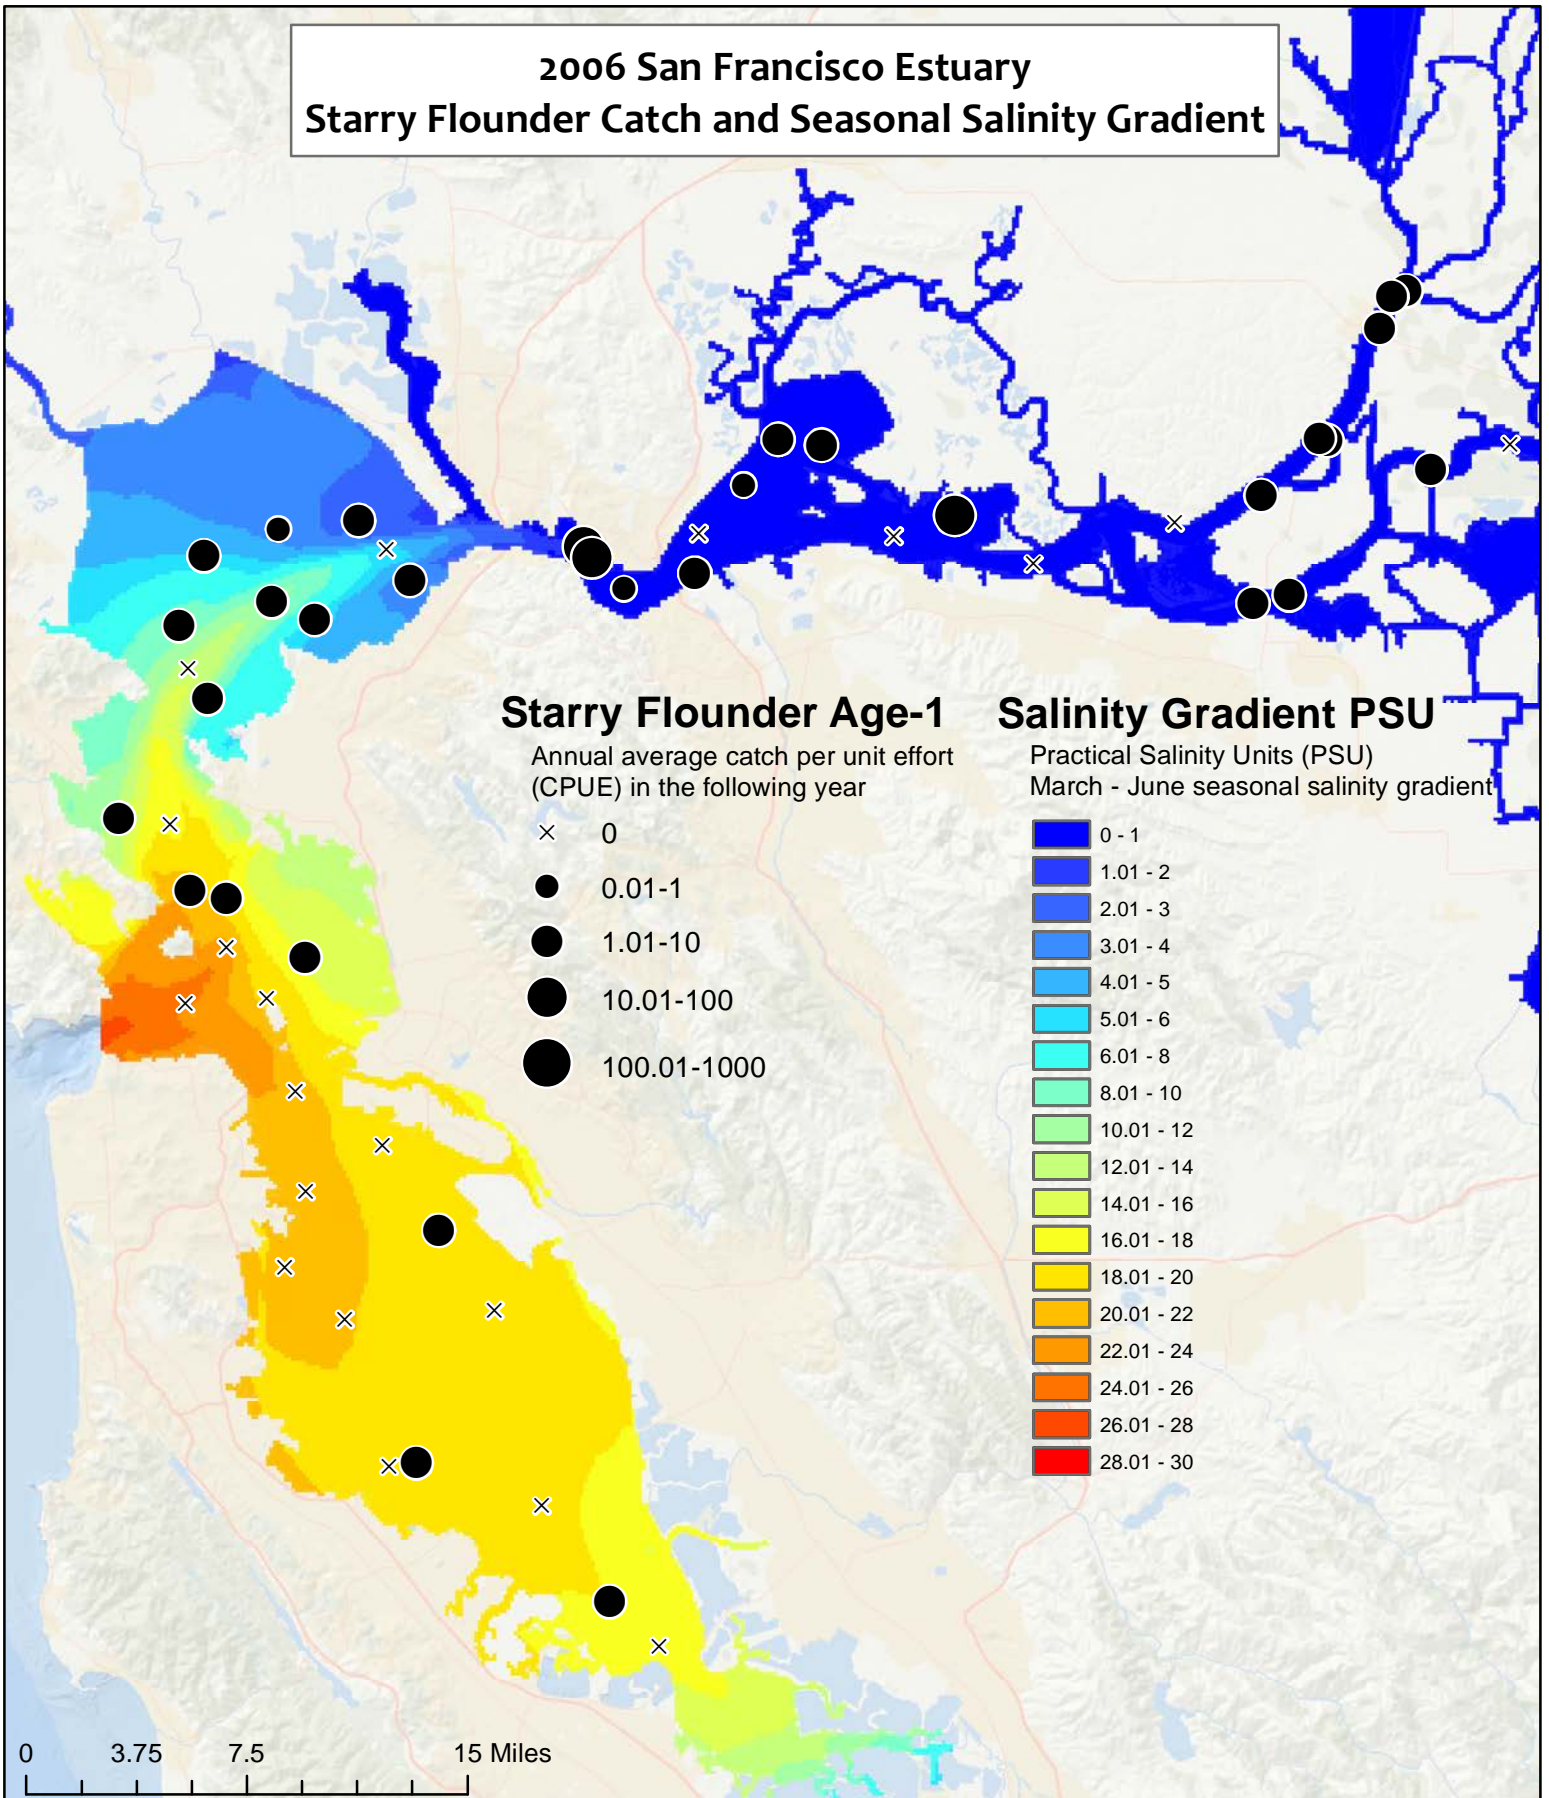 2006 San Francisco Estuary
Starry Flounder Catch and Seasonal Salinity Gradient
Starry Flounder Age-1
Annual average catch per unit effort
(CPUE) in the following year
0
0.01-1
1.01-10
10.01-100
100.01-1000
Salinity Gradient PSU
Practical Salinity Units (PSU)
March - June seasonal salinity gradient
0 - 1
1.01 - 2
2.01 - 3
3.01 - 4
4.01 - 5
5.01 - 6
6.01 - 8
8.01 - 10
10.01 - 12
12.01 - 14
14.01 - 16
16.01 - 18
18.01 - 20
20.01 - 22
22.01 - 24
24.01 - 26
26.01 - 28
28.01 - 30
0 3.75 7.5 15 Miles